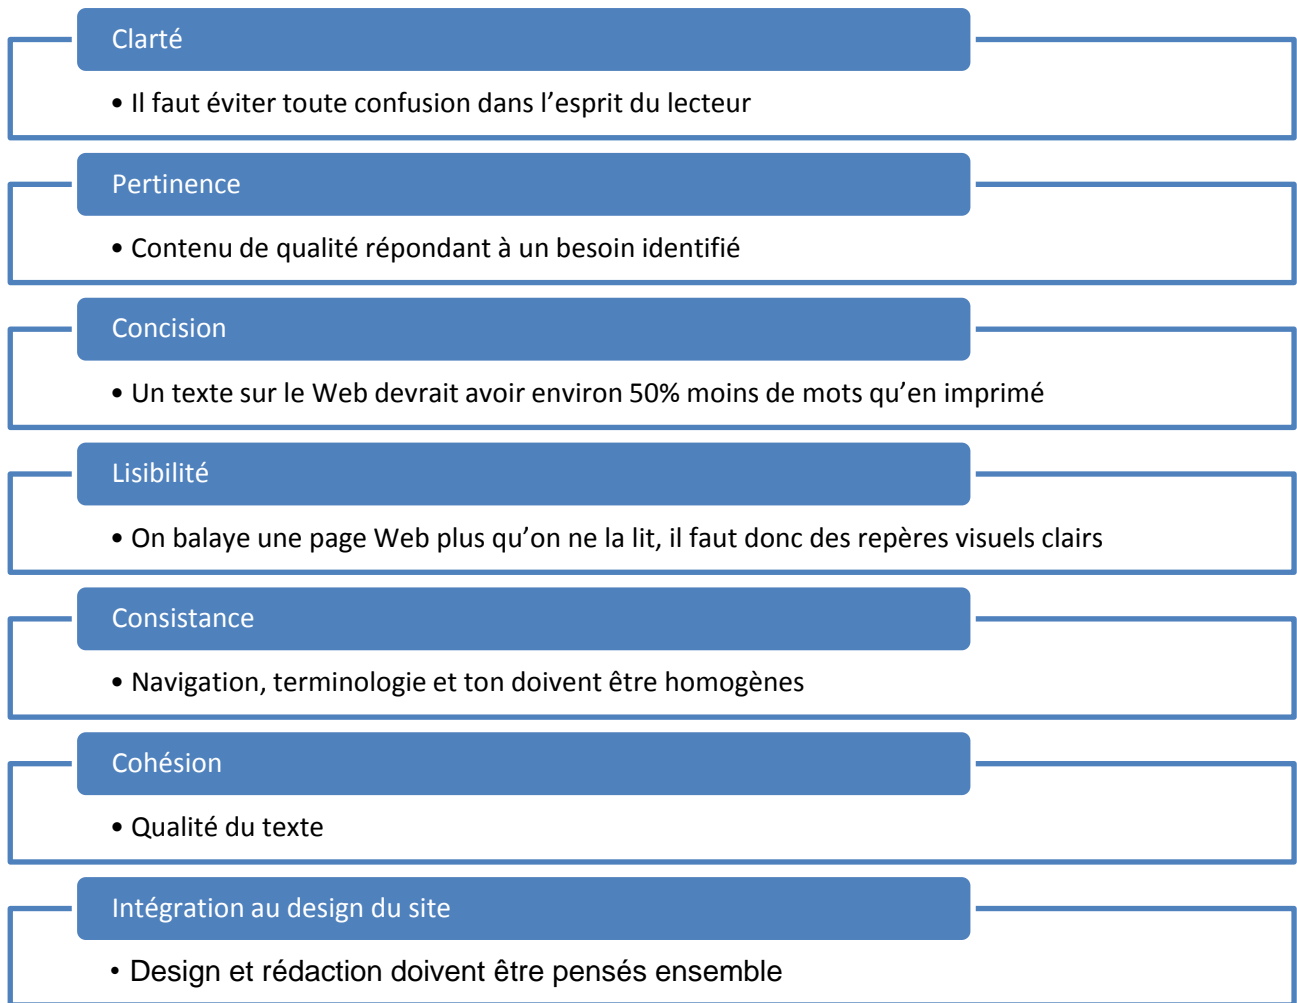 Clarté
• Il faut éviter toute confusion dans l’esprit du lecteur
Pertinence
• Contenu de qualité répondant à un besoin identifié
Concision
• Un texte sur le Web devrait avoir environ 50% moins de mots qu’en imprimé
Lisibilité
• On balaye une page Web plus qu’on ne la lit, il faut donc des repères visuels clairs
Consistance
• Navigation, terminologie et ton doivent être homogènes
Cohésion
• Qualité du texte
Intégration au design du site
• Design et rédaction doivent être pensés ensemble